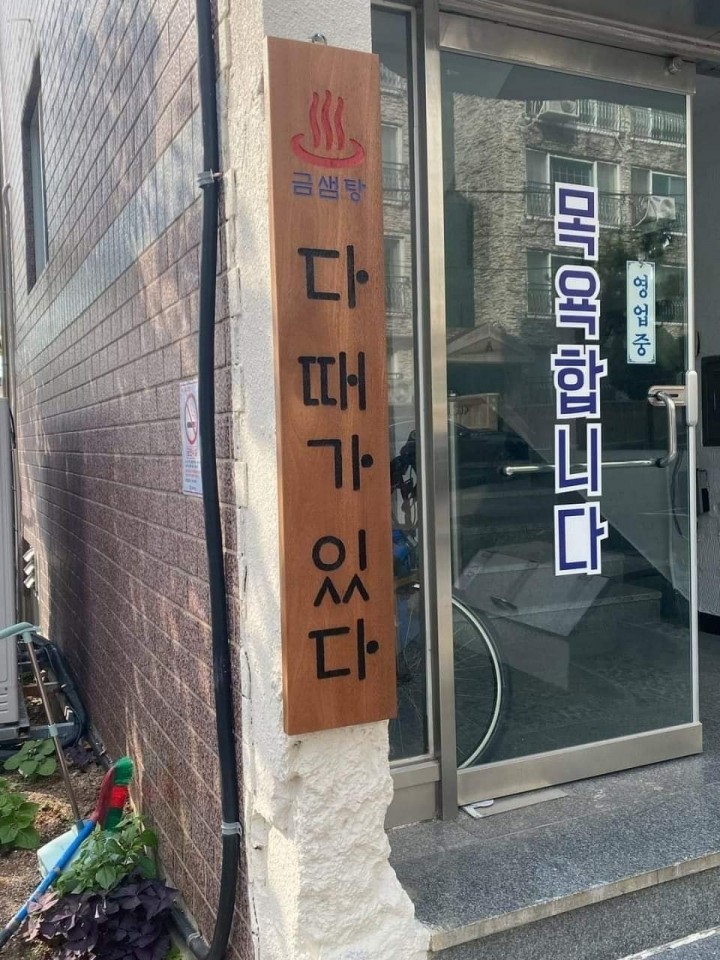 금샘탕
다 때가 있다
목욕합니다
영업중